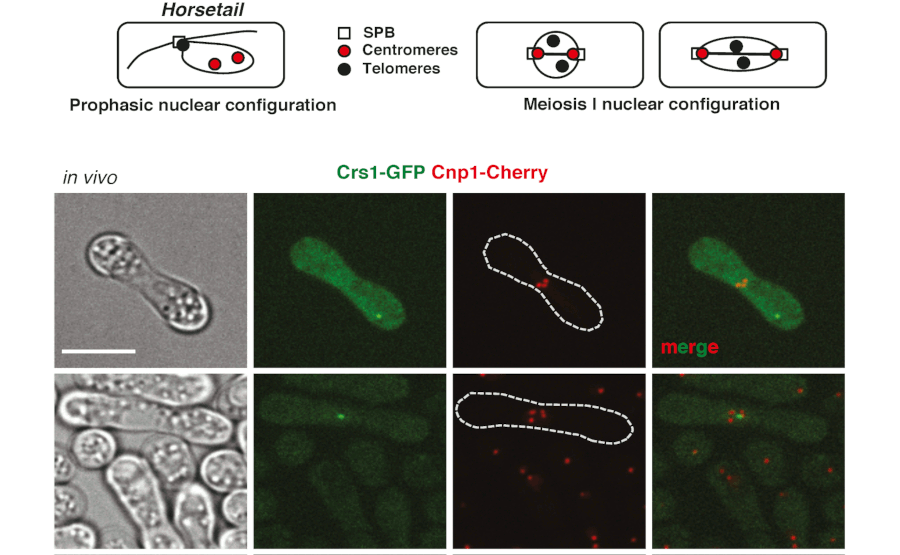 Horsetail
SPB
Centromeres
Telomeres
Prophasic nuclear configuration
Meiosis I nuclear configuration
in vivo
Crs1-GFP Cnp1-Cherry
merge